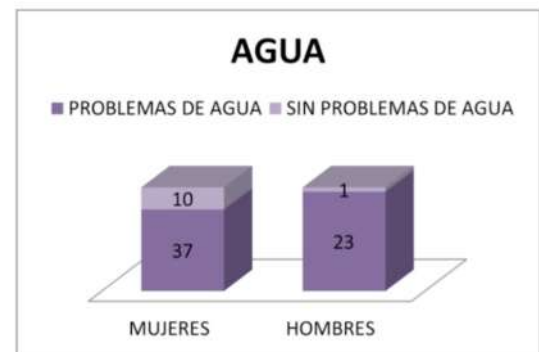 AGUA
PROBLEMAS DE AGUA SIN PROBLEMAS DE AGUA
10 1
37 23
MUJERES HOMBRES